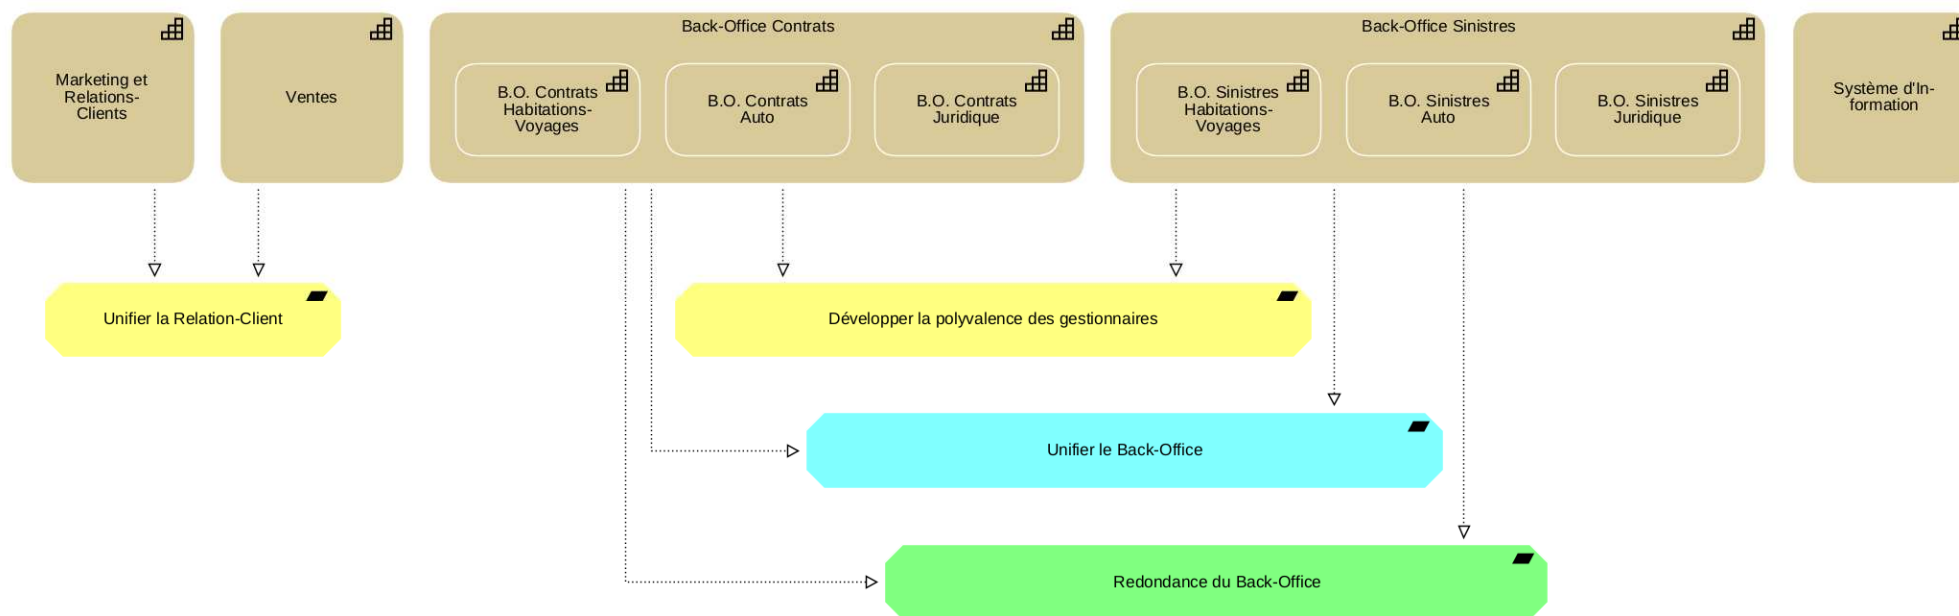 Back-Office Contrats
Back-Office Sinistres
Marketing et
Relations-
Clients
Ventes
B.O. Contrats
Habitations-
Voyages
B.O. Contrats
Auto
B.O. Contrats
Juridique
B.O. Sinistres
Habitations-
Voyages
B.O. Sinistres
Auto
B.O. Sinistres
Juridique
Système d'In-
formation
Unifier la Relation-Client
Développer la polyvalence des gestionnaires
Unifier le Back-Office
Redondance du Back-Office